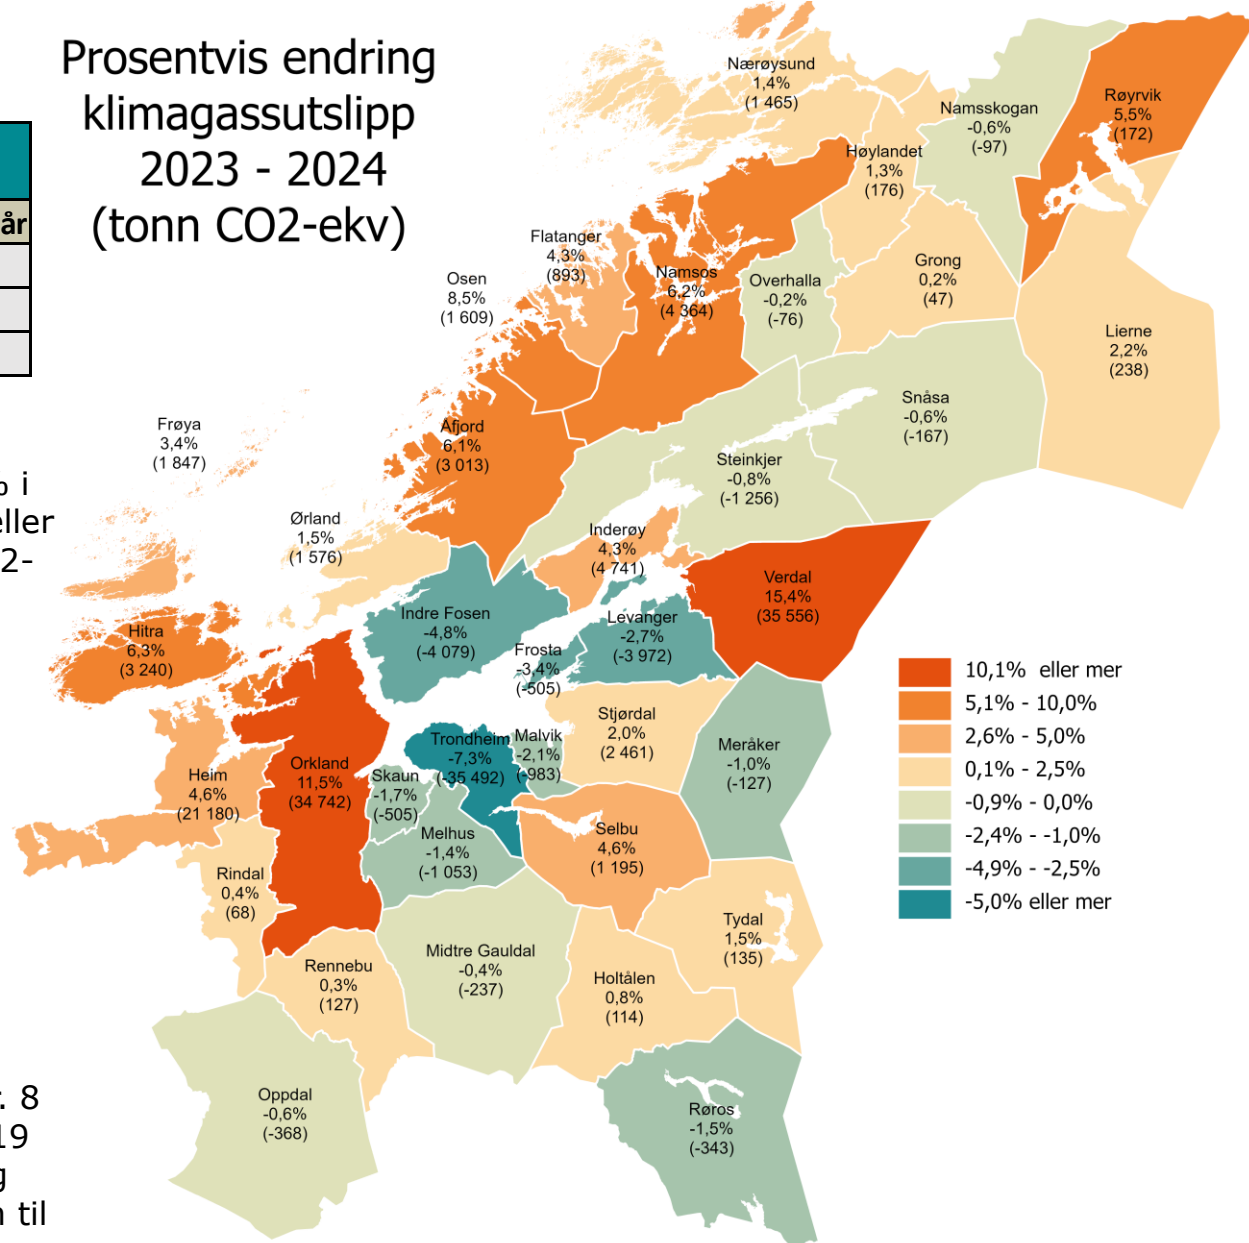 Prosentvis endring
klimagassutslipp
2023 - 2024
(tonn CO2-ekv)
år
i
eller
2-
. 8
19
g
til
Nærøysund
1,4%
(1 465)
Namsskogan
-0,6%
(-97)
Røyrvik
5,5%
(172)
Høylandet
1,3%
(176)
Flatanger
4,3%
(893)
Osen
8,5%
(1 609)
Namsos
6,2%
(4 364)
Overhalla
-0,2%
(-76)
Grong
0,2%
(47)
Lierne
2,2%
(238)
Snåsa
-0,6%
(-167)
Frøya
3,4%
(1 847)
Åfjord
6,1%
(3 013)
Steinkjer
-0,8%
(-1 256)
Ørland
1,5%
(1 576)
Inderøy
4,3%
(4 741)
Verdal
15,4%
(35 556)
Indre Fosen
-4,8%
(-4 079)
Levanger
-2,7%
(-3 972)
Hitra
6,3%
(3 240)
Frosta
-3,4%
(-505)
Stjørdal
2,0%
(2 461)
Trondheim
-7,3%
(-35 492)
Malvik
-2,1%
(-983)
Meråker
-1,0%
(-127)
Orkland
11,5%
(34 742)
Skaun
-1,7%
(-505)
Heim
4,6%
(21 180)
Melhus
-1,4%
(-1 053)
Selbu
4,6%
(1 195)
Rindal
0,4%
(68)
Tydal
1,5%
(135)
Midtre Gauldal
-0,4%
(-237)
Rennebu
0,3%
(127)
Holtålen
0,8%
(114)
Oppdal
-0,6%
(-368)
Røros
-1,5%
(-343)
10,1% eller mer
5,1% - 10,0%
2,6% - 5,0%
0,1% - 2,5%
-0,9% - 0,0%
-2,4% - -1,0%
-4,9% - -2,5%
-5,0% eller mer